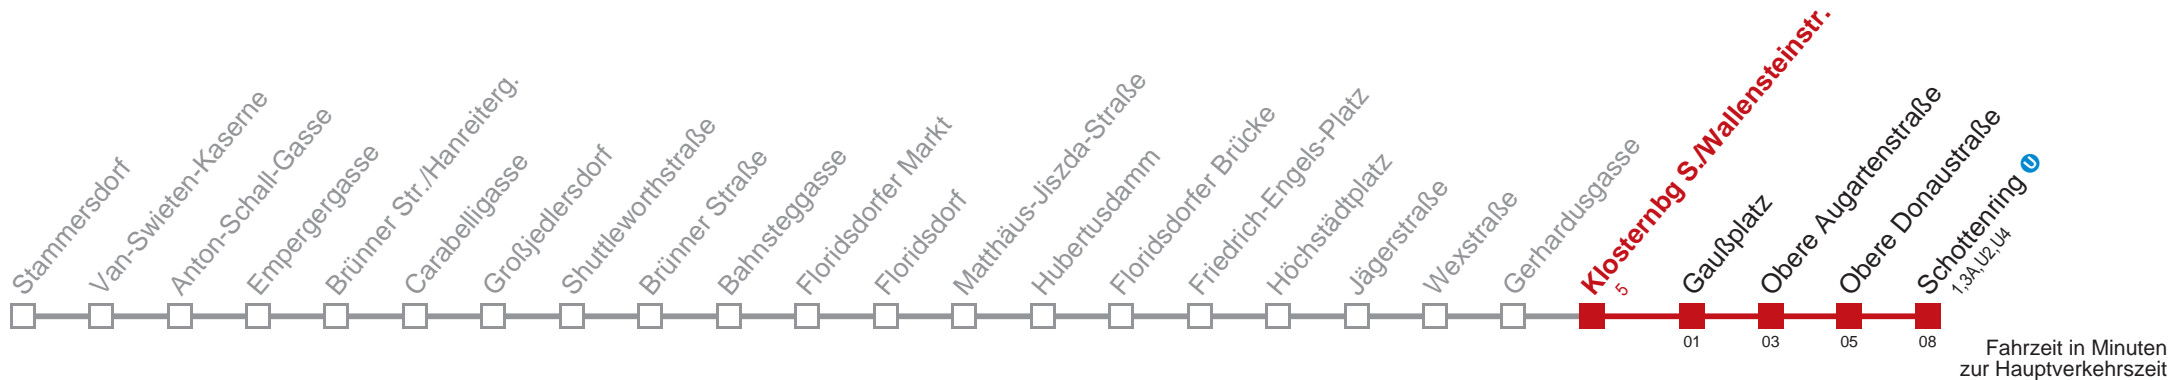 Stammersdorf
Van-Swieten-Kaserne
Anton-Schall-Gasse
Empergergasse
Brünner Str./Hanreiterg.
Carabelligasse
Großjedlersdorf
Shuttleworthstraße
Brünner Straße
Bahnsteggasse
Floridsdorfer Markt
Floridsdorf
Matthäus-Jiszda-Straße
Hubertusdamm
Floridsdorfer Brücke
Friedrich-Engels-Platz
Höchstädtplatz
Jägerstraße
Wexstraße
Gerhardusgasse
Klosternbg S./Wallensteinstr.
5
Gaußplatz
Obere Augartenstraße
Obere Donaustraße
Schottenring U
1,3A,U2,U4
01 03 05 08
Fahrzeit in Minuten
zur Hauptverkehrszeit